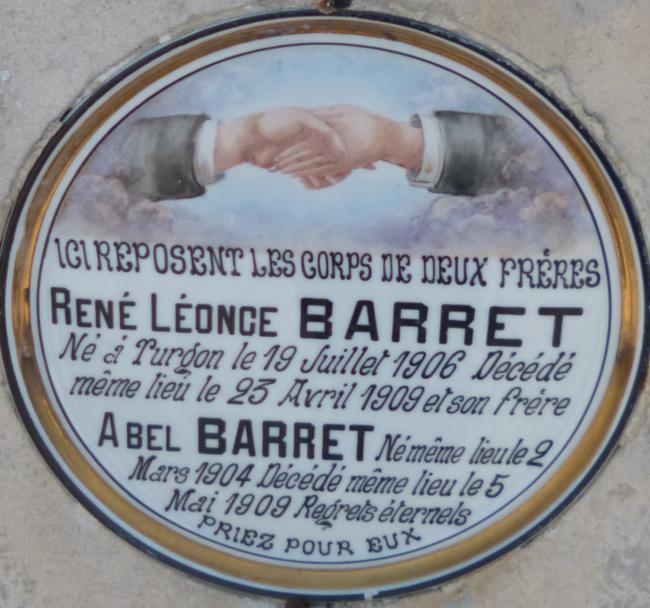 ICI REPOSENT LES CORPS DE DEUX FRÉRES
RENÉ LÉONCE BARRET
Né á Turgon le 19 Juillet 1906 Décédé
même lieu le 23 Avril 1909 et son frére
ABEL BARRET Né même lieu le 2
Mars 1904 Décédé même lieu le 5
Mai 1909 Regrets éternels
PRIEZ POUR EUX